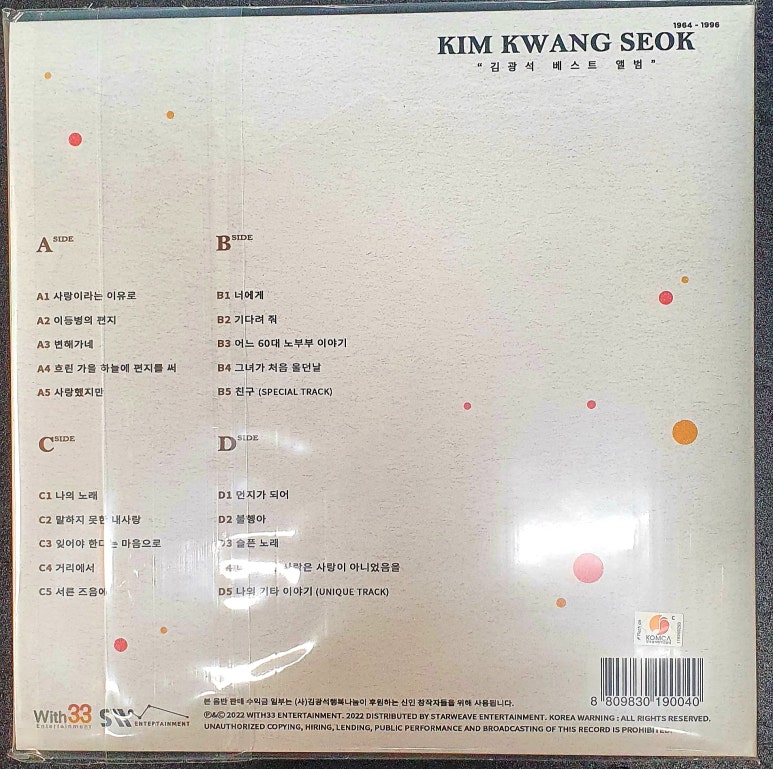 1964 - 1996
KIM KWANG SEOK
“김광석 베스트 앨범”
A SIDE
A1 사랑이라는 이유로
A2 이등병의 편지
A3 변해가네
A4 흐린 가을 하늘에 편지를 써
A5 사랑했지만
B SIDE
B1 너에게
B2 기다려 줘
B3 어느 60대 노부부 이야기
B4 그녀가 처음 울던날
B5 친구 (SPECIAL TRACK)
C SIDE
C1 나의 노래
C2 말하지 못한 내사랑
C3 잊어야 한다는 마음으로
C4 거리에서
C5 서른 즈음에
D SIDE
D1 먼지가 되어
D2 불행아
D3 슬픈 노래
사랑은 사랑이 아니었음을
D5 나의 기타 이야기 (UNIQUE TRACK)
KOMCA
8 809830 190040
With33
Entertainment
SW
ENTERTAINMENT
본 음반 판매 수익금 일부는 (사)김광석행복나눔이 후원하는 신인 창작자들을 위해 사용됩니다.
℗&© 2022 WITH33 ENTERTAINMENT. 2022 DISTRIBUTED BY STARWEAVE ENTERTAINMENT. KOREA WARNING : ALL RIGHTS RESERVED.
UNAUTHORIZED COPYING, HIRING, LENDING, PUBLIC PERFORMANCE AND BROADCASTING OF THIS RECORD IS PROHIBITED.